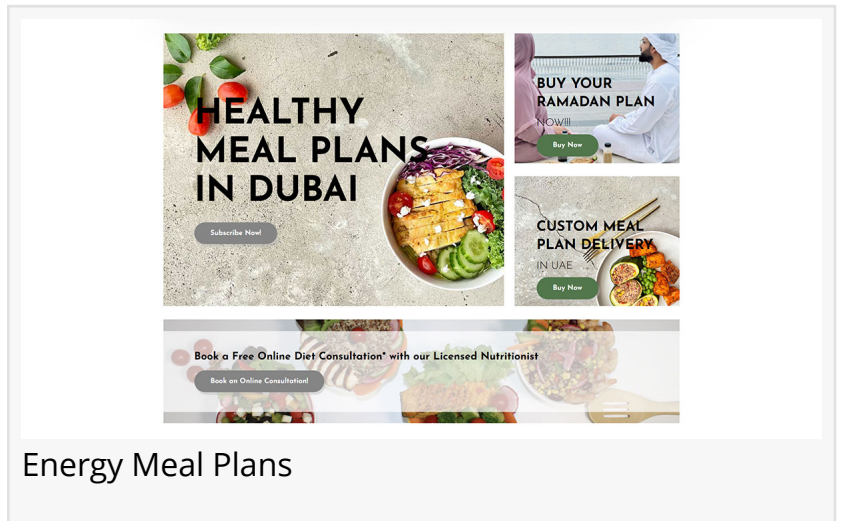 HEALTHY
MEAL PLANS
IN DUBAI
Subscribe Now!
BUY YOUR
RAMADAN PLAN
NOW!!!
Buy Now
CUSTOM MEAL
PLAN DELIVERY
IN UAE
Buy Now
Book a Free Online Diet Consultation* with our Licensed Nutritionist
Book an Online Consultation!
Energy Meal Plans